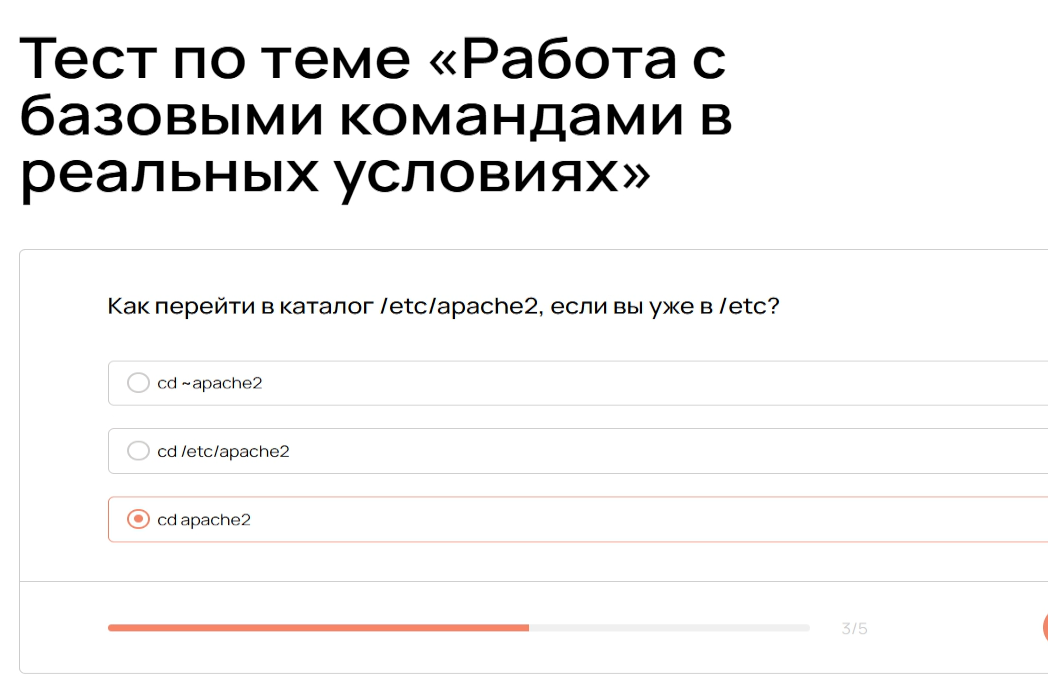 Тест по теме «Работа с
базовыми командами в
реальных условиях»
Как перейти в каталог /etc/apache2, если вы уже в /etc?
cd ~apache2
cd /etc/apache2
cd apache2
3/5